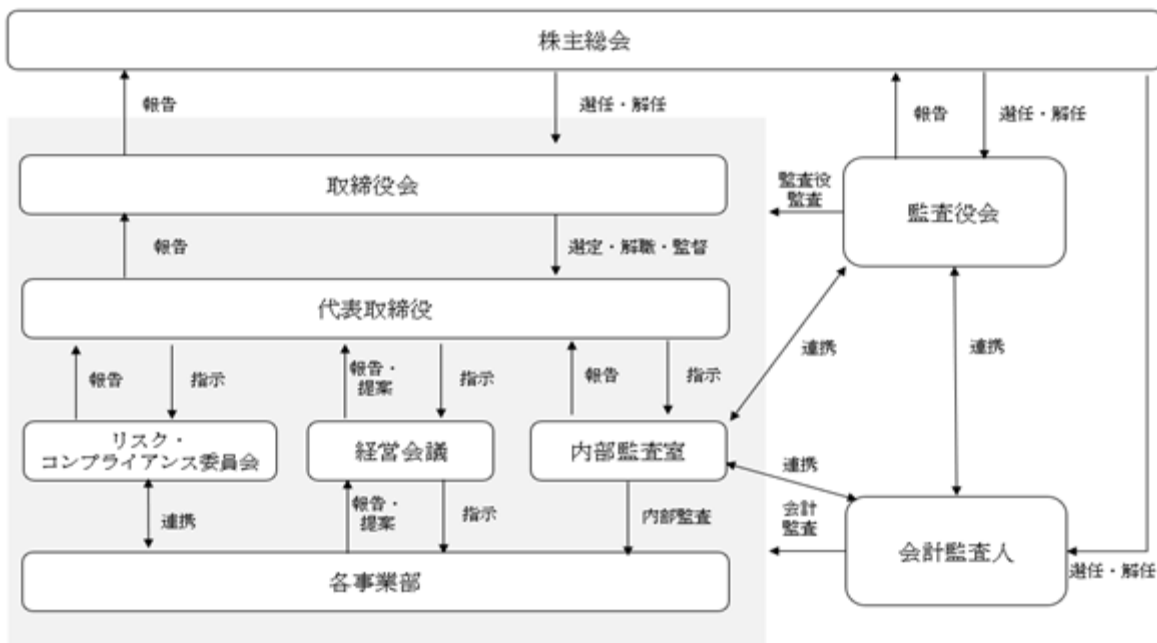 株主総会
報告
選任・解任
報告
選任・解任
取締役会
監査役
監査
監査役会
報告
選定・解職・監督
代表取締役
連携
連携
報告
指示
報告・
提案
指示
報告
指示
リスク・
コンプライアンス委員会
経営会議
内部監査室
連携
連携
報告・
提案
指示
内部監査
会計
監査
会計監査人
選任・解任
各事業部